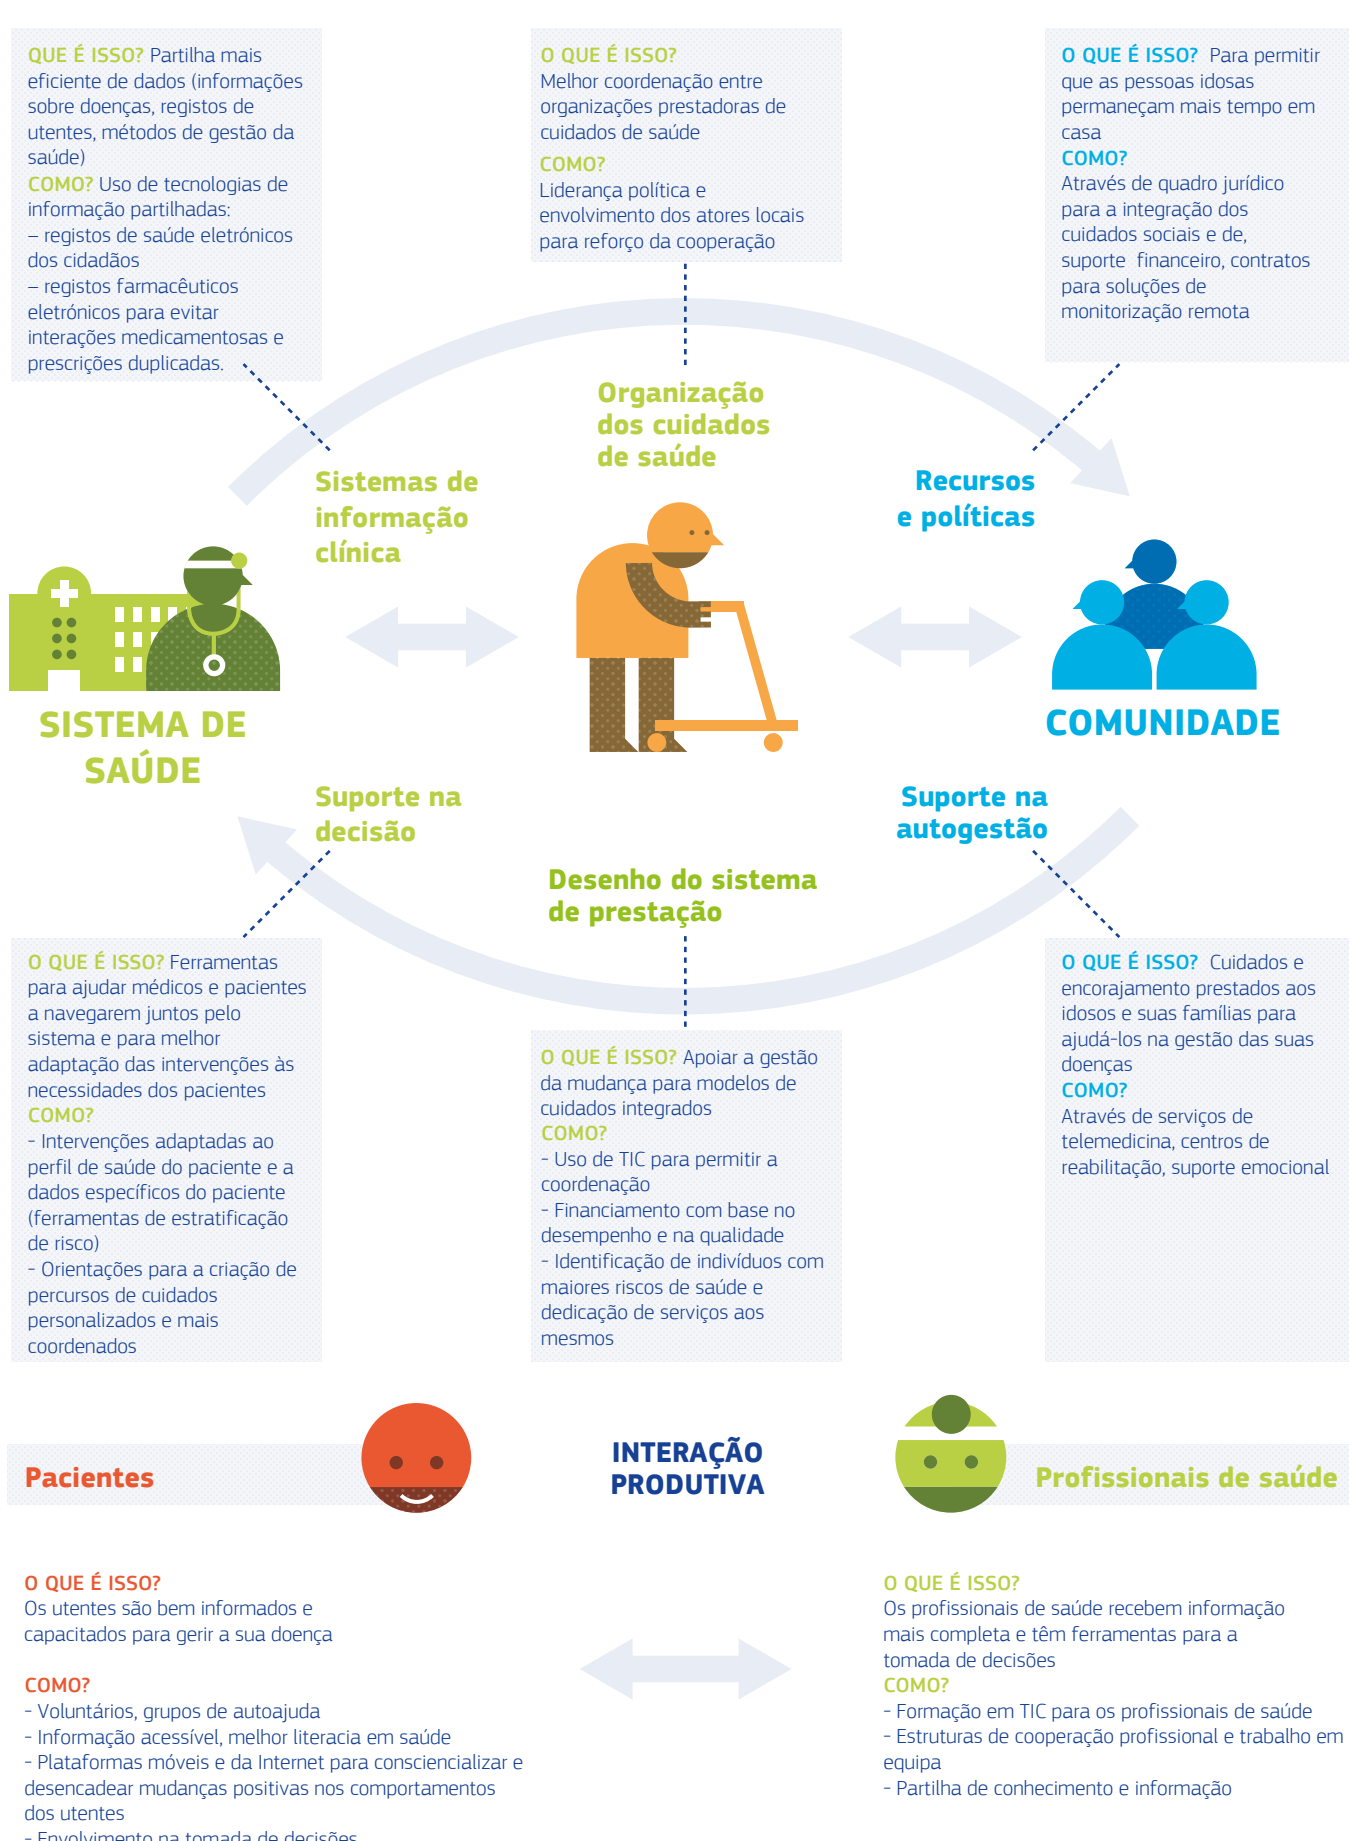 QUE É ISSO? Partilha mais
eficiente de dados (informações
sobre doenças, registos de
utentes, métodos de gestão da
saúde)
COMO? Uso de tecnologias de
informação partilhadas:
– registos de saúde eletrónicos
dos cidadãos
– registos farmacêuticos
eletrónicos para evitar
interações medicamentosas e
prescrições duplicadas.
O QUE É ISSO?
Melhor coordenação entre
organizações prestadoras de
cuidados de saúde
COMO?
Liderança política e
envolvimento dos atores locais
para reforço da cooperação
O QUE É ISSO? Para permitir
que as pessoas idosas
permaneçam mais tempo em
casa
COMO?
Através de quadro jurídico
para a integração dos
cuidados sociais e de,
suporte financeiro, contratos
para soluções de
monitorização remota
Organização
dos cuidados
de saúde
Sistemas de
informação
clínica
Recursos
e políticas
SISTEMA DE
SAÚDE
COMUNIDADE
Suporte na
decisão
Suporte na
autogestão
Desenho do sistema
de prestação
O QUE É ISSO? Ferramentas
para ajudar médicos e pacientes
a navegarem juntos pelo
sistema e para melhor
adaptação das intervenções às
necessidades dos pacientes
COMO?
- Intervenções adaptadas ao
perfil de saúde do paciente e a
dados específicos do paciente
(ferramentas de estratificação
de risco)
- Orientações para a criação de
percursos de cuidados
personalizados e mais
coordenados
O QUE É ISSO? Apoiar a gestão
da mudança para modelos de
cuidados integrados
COMO?
- Uso de TIC para permitir a
coordenação
- Financiamento com base no
desempenho e na qualidade
- Identificação de indivíduos com
maiores riscos de saúde e
dedicação de serviços aos
mesmos
O QUE É ISSO? Cuidados e
encorajamento prestados aos
idosos e suas famílias para
ajudá-los na gestão das suas
doenças
COMO?
Através de serviços de
telemedicina, centros de
reabilitação, suporte emocional
Pacientes
INTERAÇÃO
PRODUTIVA
Profissionais de saúde
O QUE É ISSO?
Os utentes são bem informados e
capacitados para gerir a sua doença
COMO?
- Voluntários, grupos de autoajuda
- Informação acessível, melhor literacia em saúde
- Plataformas móveis e da Internet para consciencializar e
desencadear mudanças positivas nos comportamentos
dos utentes
- Envolvimento na tomada de decisões
O QUE É ISSO?
Os profissionais de saúde recebem informação
mais completa e têm ferramentas para a
tomada de decisões
COMO?
- Formação em TIC para os profissionais de saúde
- Estruturas de cooperação profissional e trabalho em
equipa
- Partilha de conhecimento e informação